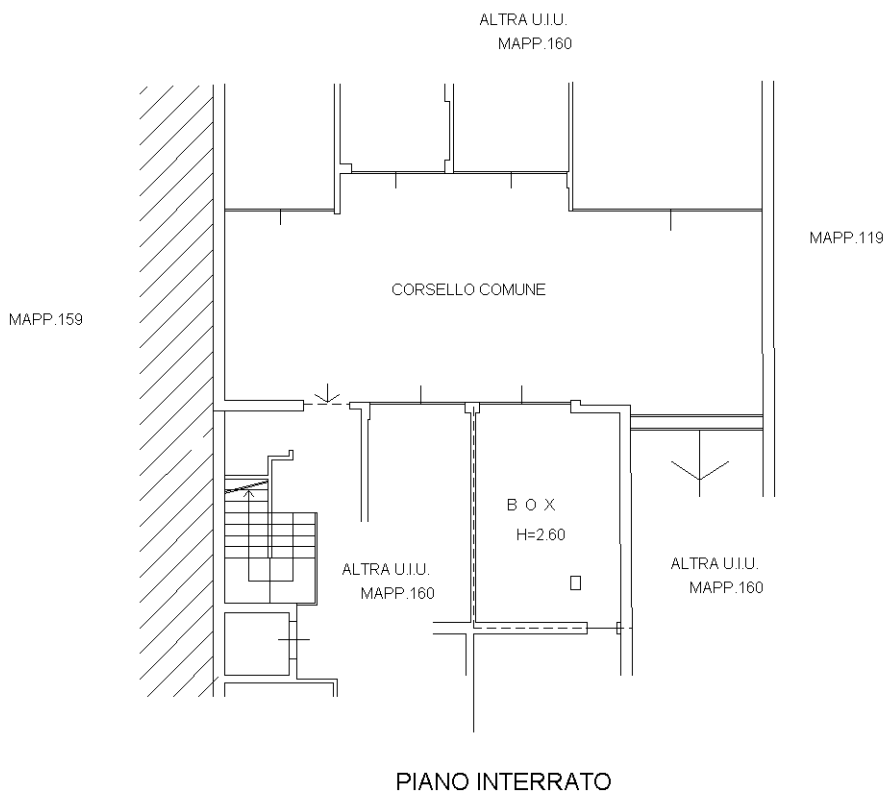 ALTRA U.I.U.
MAPP.160
MAPP.119
CORSELLO COMUNE
MAPP.159
B O X
H=2.60
ALTRA U.I.U.
MAPP.160
ALTRA U.I.U.
MAPP.160
PIANO INTERRATO